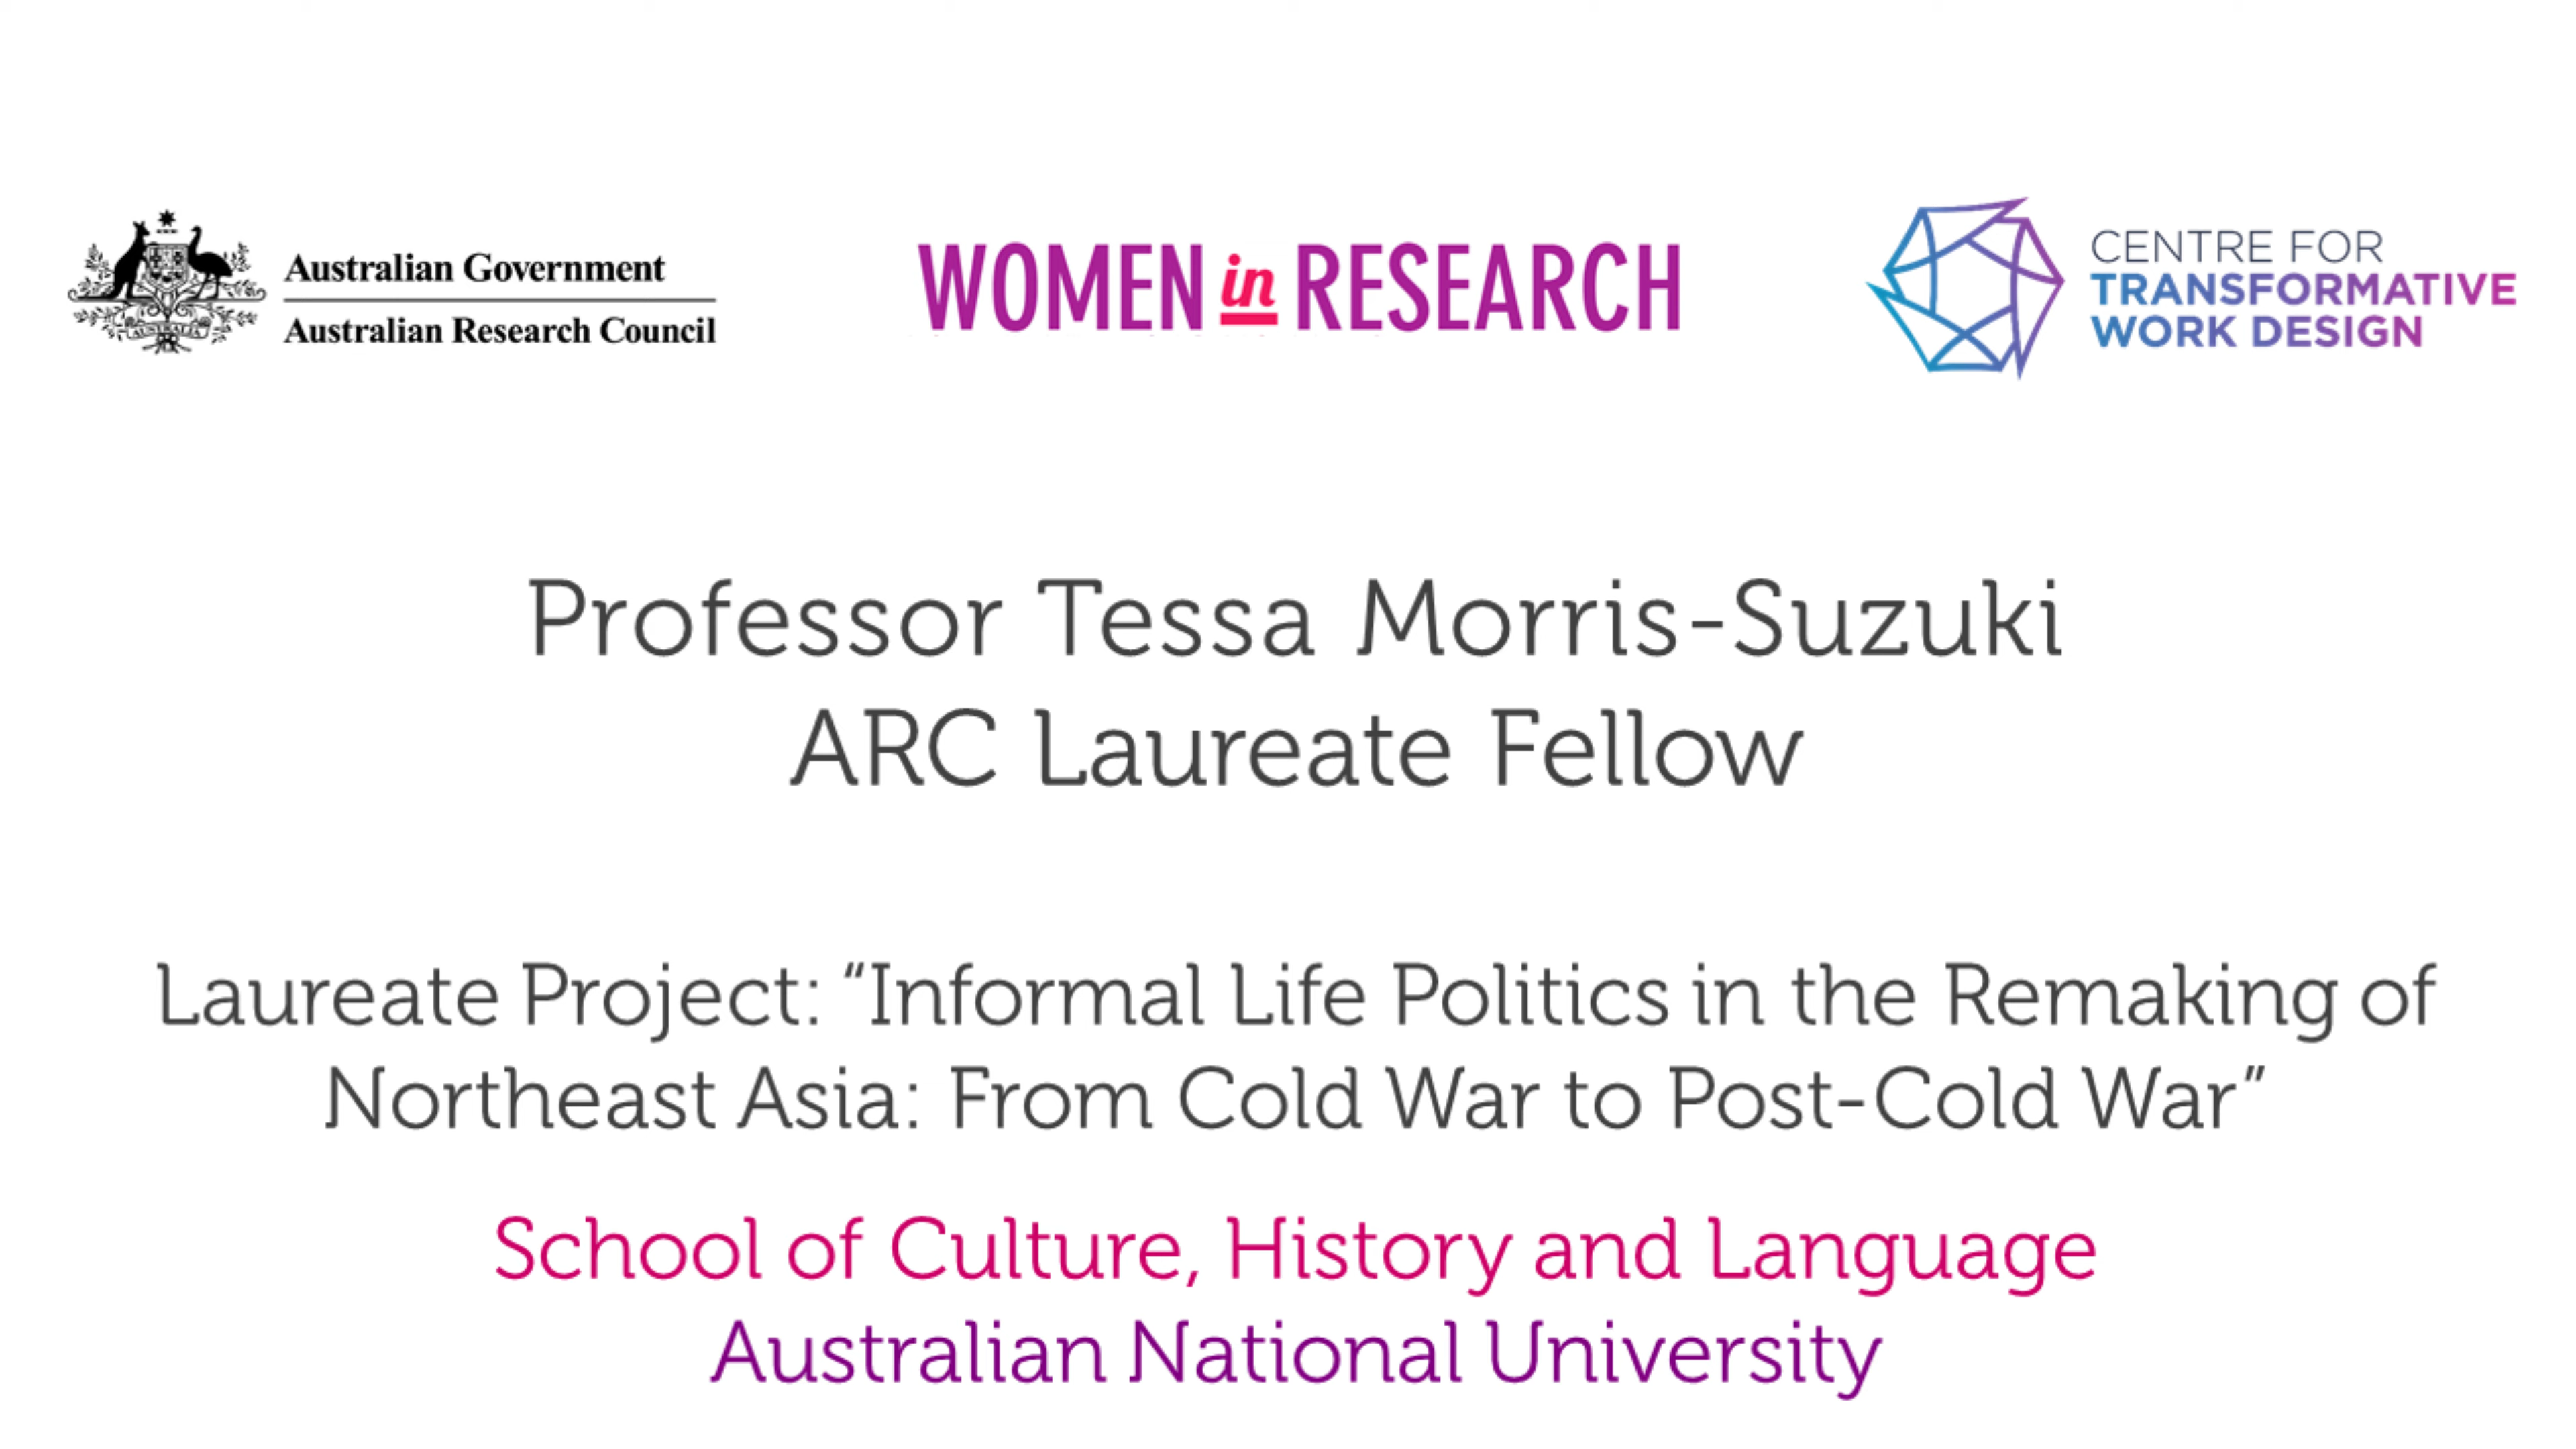 Australian Government
Australian Research Council
AUSTRALIA
WOMEN in RESEARCH
CENTRE FOR
TRANSFORMATIVE
WORK DESIGN
Professor Tessa Morris-Suzuki
ARC Laureate Fellow
Laureate Project: “Informal Life Politics in the Remaking of
Northeast Asia: From Cold War to Post-Cold War”
School of Culture, History and Language
Australian National University